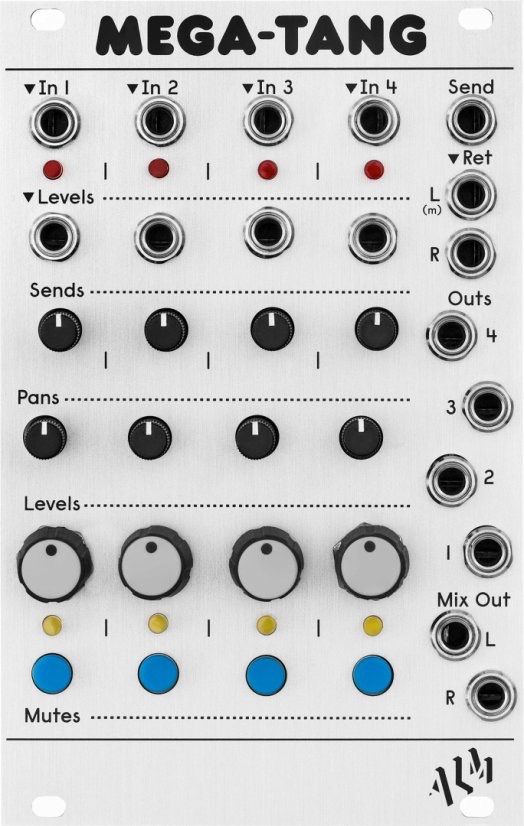 MEGA-TANG
▼In 1 ▼In 2 ▼In 3 ▼In 4 Send
▼Ret
▼Levels L
(m)
R
Sends Outs
4
Pans 3
2
Levels
1
Mix Out
L
R
Mutes
ALM